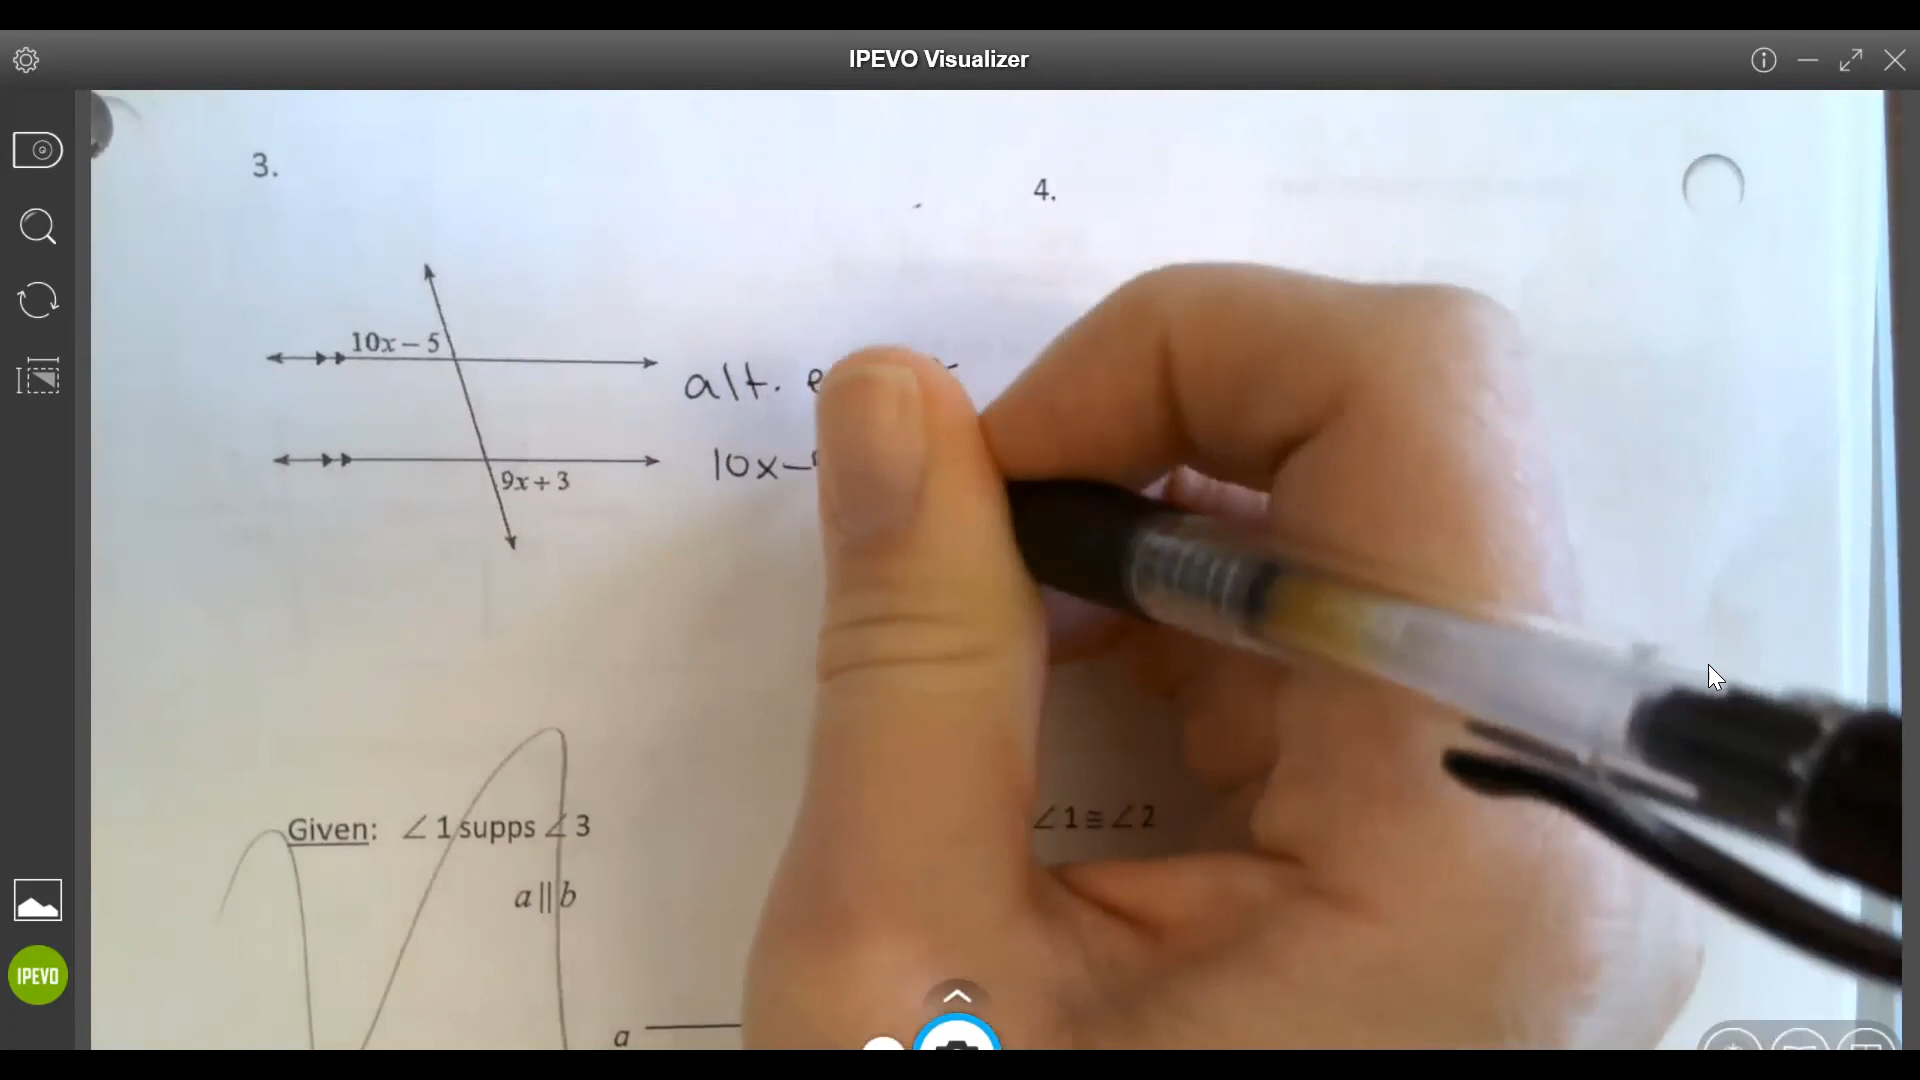 IPEVO Visualizer
3.
4.
10x – 5
alt.
10x–
9x + 3
Given: ∠ 1 supps ∠ 3
∠ 1 ≅ ∠ 2
a || b
a
IPEVO